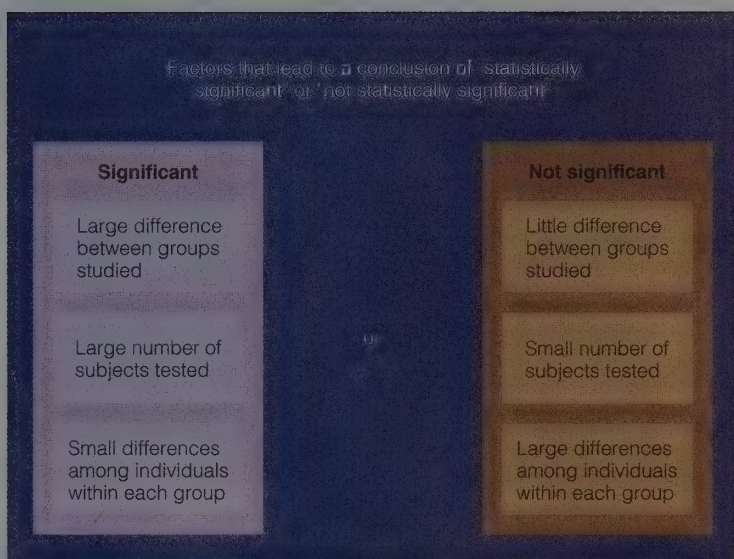 Factors that lead to a conclusion of "statistically
significant" or "not statistically significant"
Significant
Large difference
between groups
studied
Large number of
subjects tested
Small differences
among individuals
within each group
or
Not significant
Little difference
between groups
studied
Small number of
subjects tested
Large differences
among individuals
within each group